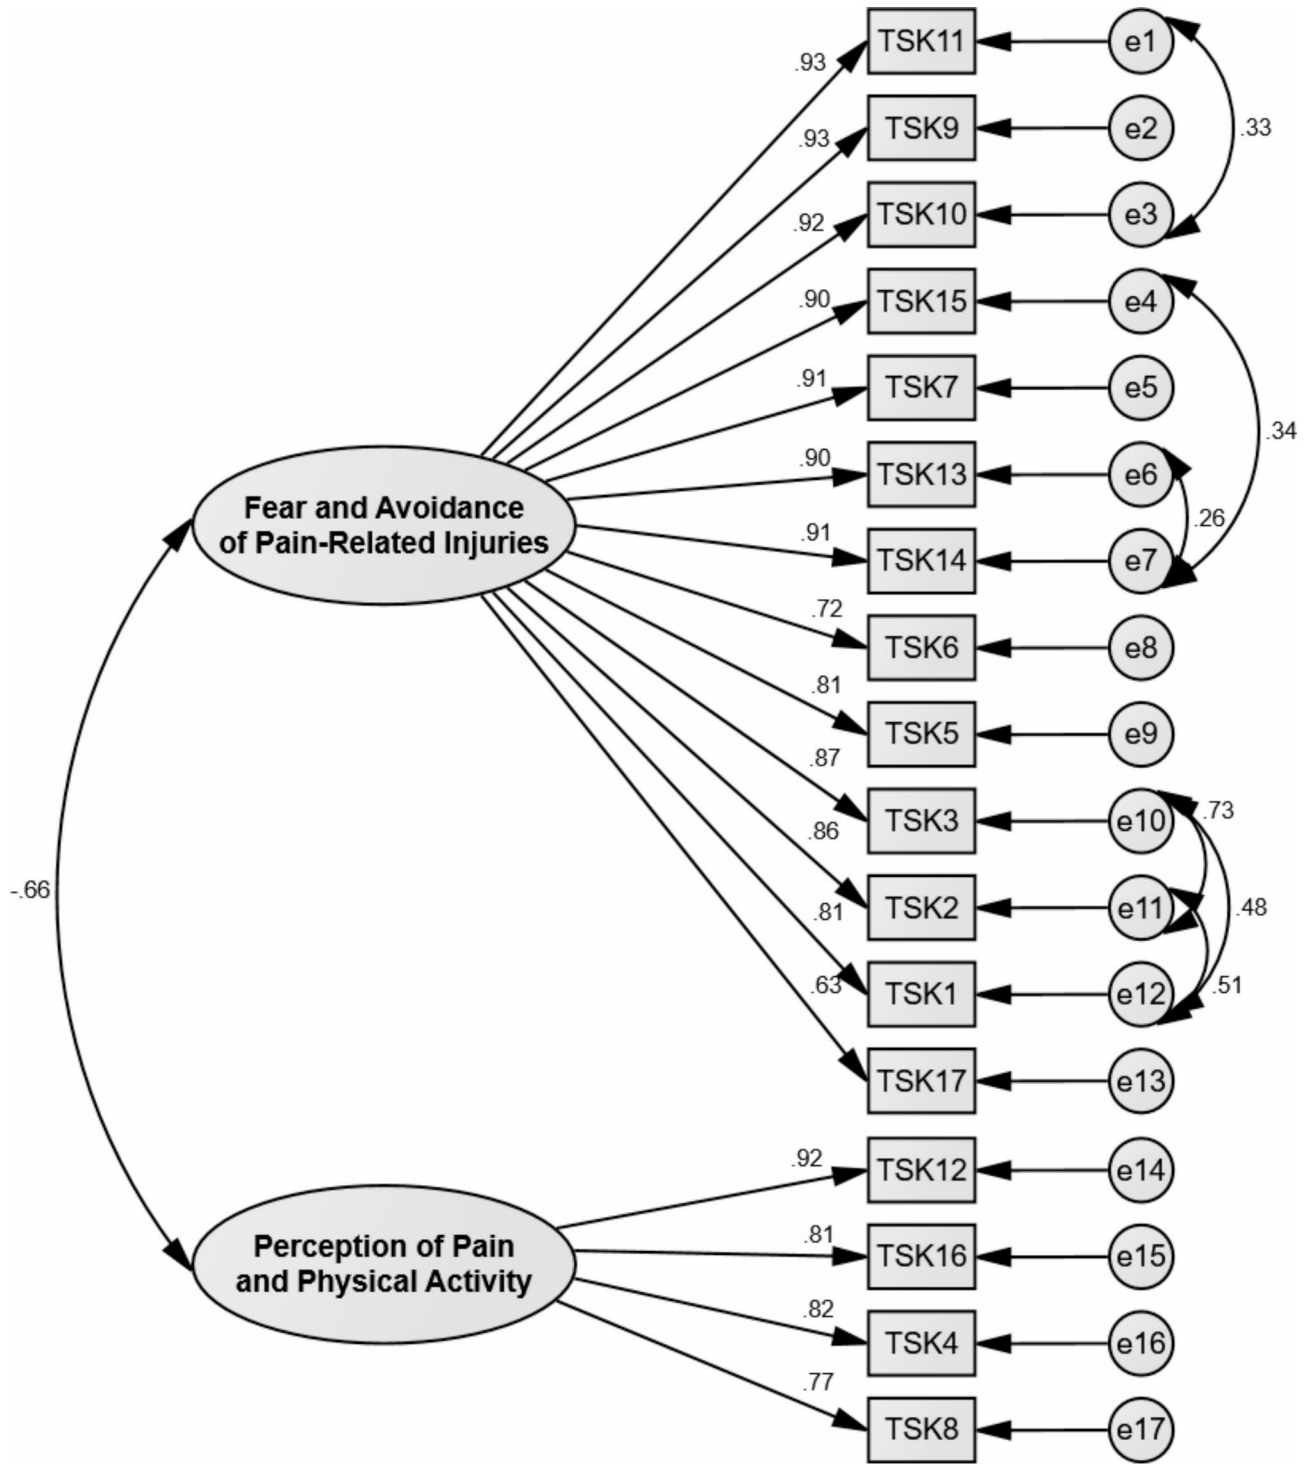 TSK11
e1
.93
.33
TSK9
e2
.93
TSK10
e3
.92
TSK15
e4
.90
TSK7
e5
.91
.34
TSK13
e6
.90
Fear and Avoidance
of Pain-Related Injuries
.26
TSK14
e7
.91
TSK6
e8
.72
TSK5
e9
.81
TSK3
e10
.87
.73
.86
-.66
TSK2
e11
.48
.81
TSK1
e12
.63
.51
TSK17
e13
TSK12
e14
.92
Perception of Pain
and Physical Activity
TSK16
e15
.81
TSK4
e16
.82
TSK8
e17
.77